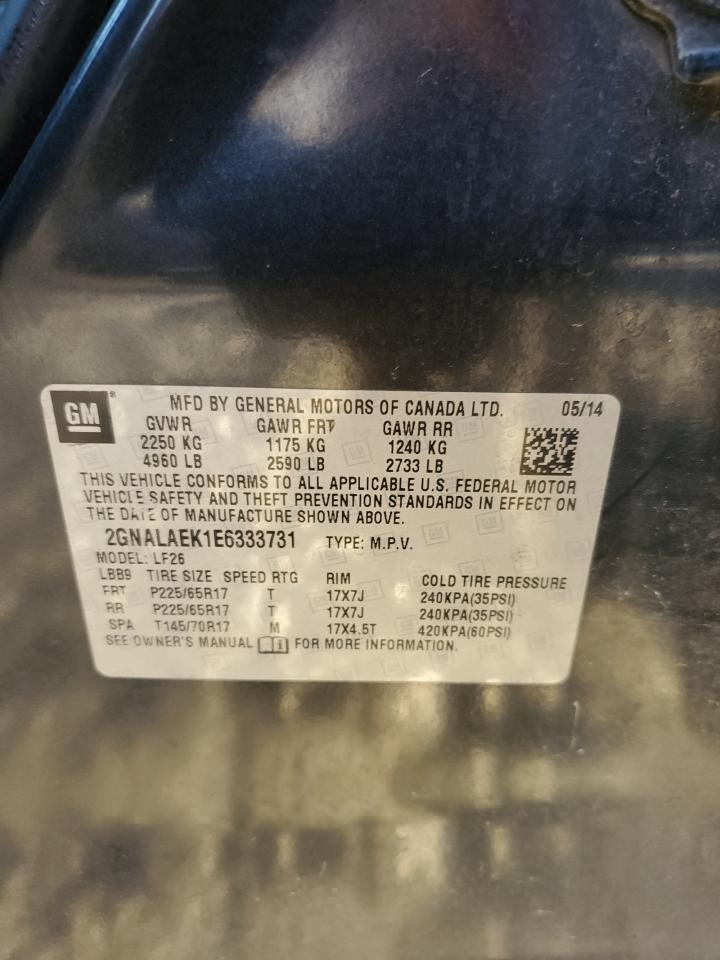 GM® MFD BY GENERAL MOTORS OF CANADA LTD. 05/14
GVWR GAWR FRT GAWR RR
2250 KG 1175 KG 1240 KG
4960 LB 2590 LB 2733 LB
THIS VEHICLE CONFORMS TO ALL APPLICABLE U.S. FEDERAL MOTOR
VEHICLE SAFETY AND THEFT PREVENTION STANDARDS IN EFFECT ON
THE DATE OF MANUFACTURE SHOWN ABOVE.
2GNALAEK1E6333731 TYPE: M.P.V.
MODEL: LF26
LBB9 TIRE SIZE SPEED RTG RIM COLD TIRE PRESSURE
FRT P225/65R17 T 17X7J 240KPA(35PSI)
RR P225/65R17 T 17X7J 240KPA(35PSI)
SPA T145/70R17 M 17X4.5T 420KPA(60PSI)
SEE OWNER'S MANUAL FOR MORE INFORMATION.